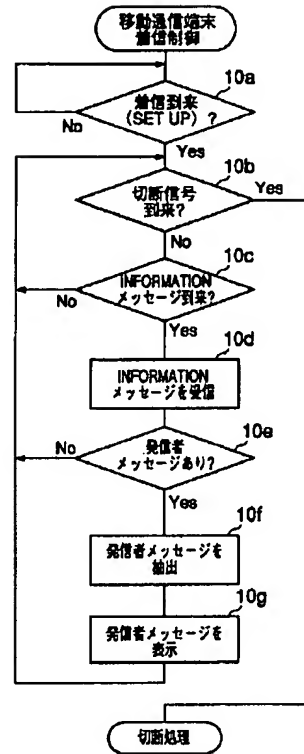 移動通信端末
着信制御
10a
着信到来
(SET UP) ?
No
Yes
10b
切断信号
到来?
Yes
No
10c
INFORMATION
メッセージ到来?
No
Yes
10d
INFORMATION
メッセージを受信
10e
発信者
メッセージあり?
No
Yes
10f
発信者メッセージを
抽出
10g
発信者メッセージを
表示
切断処理